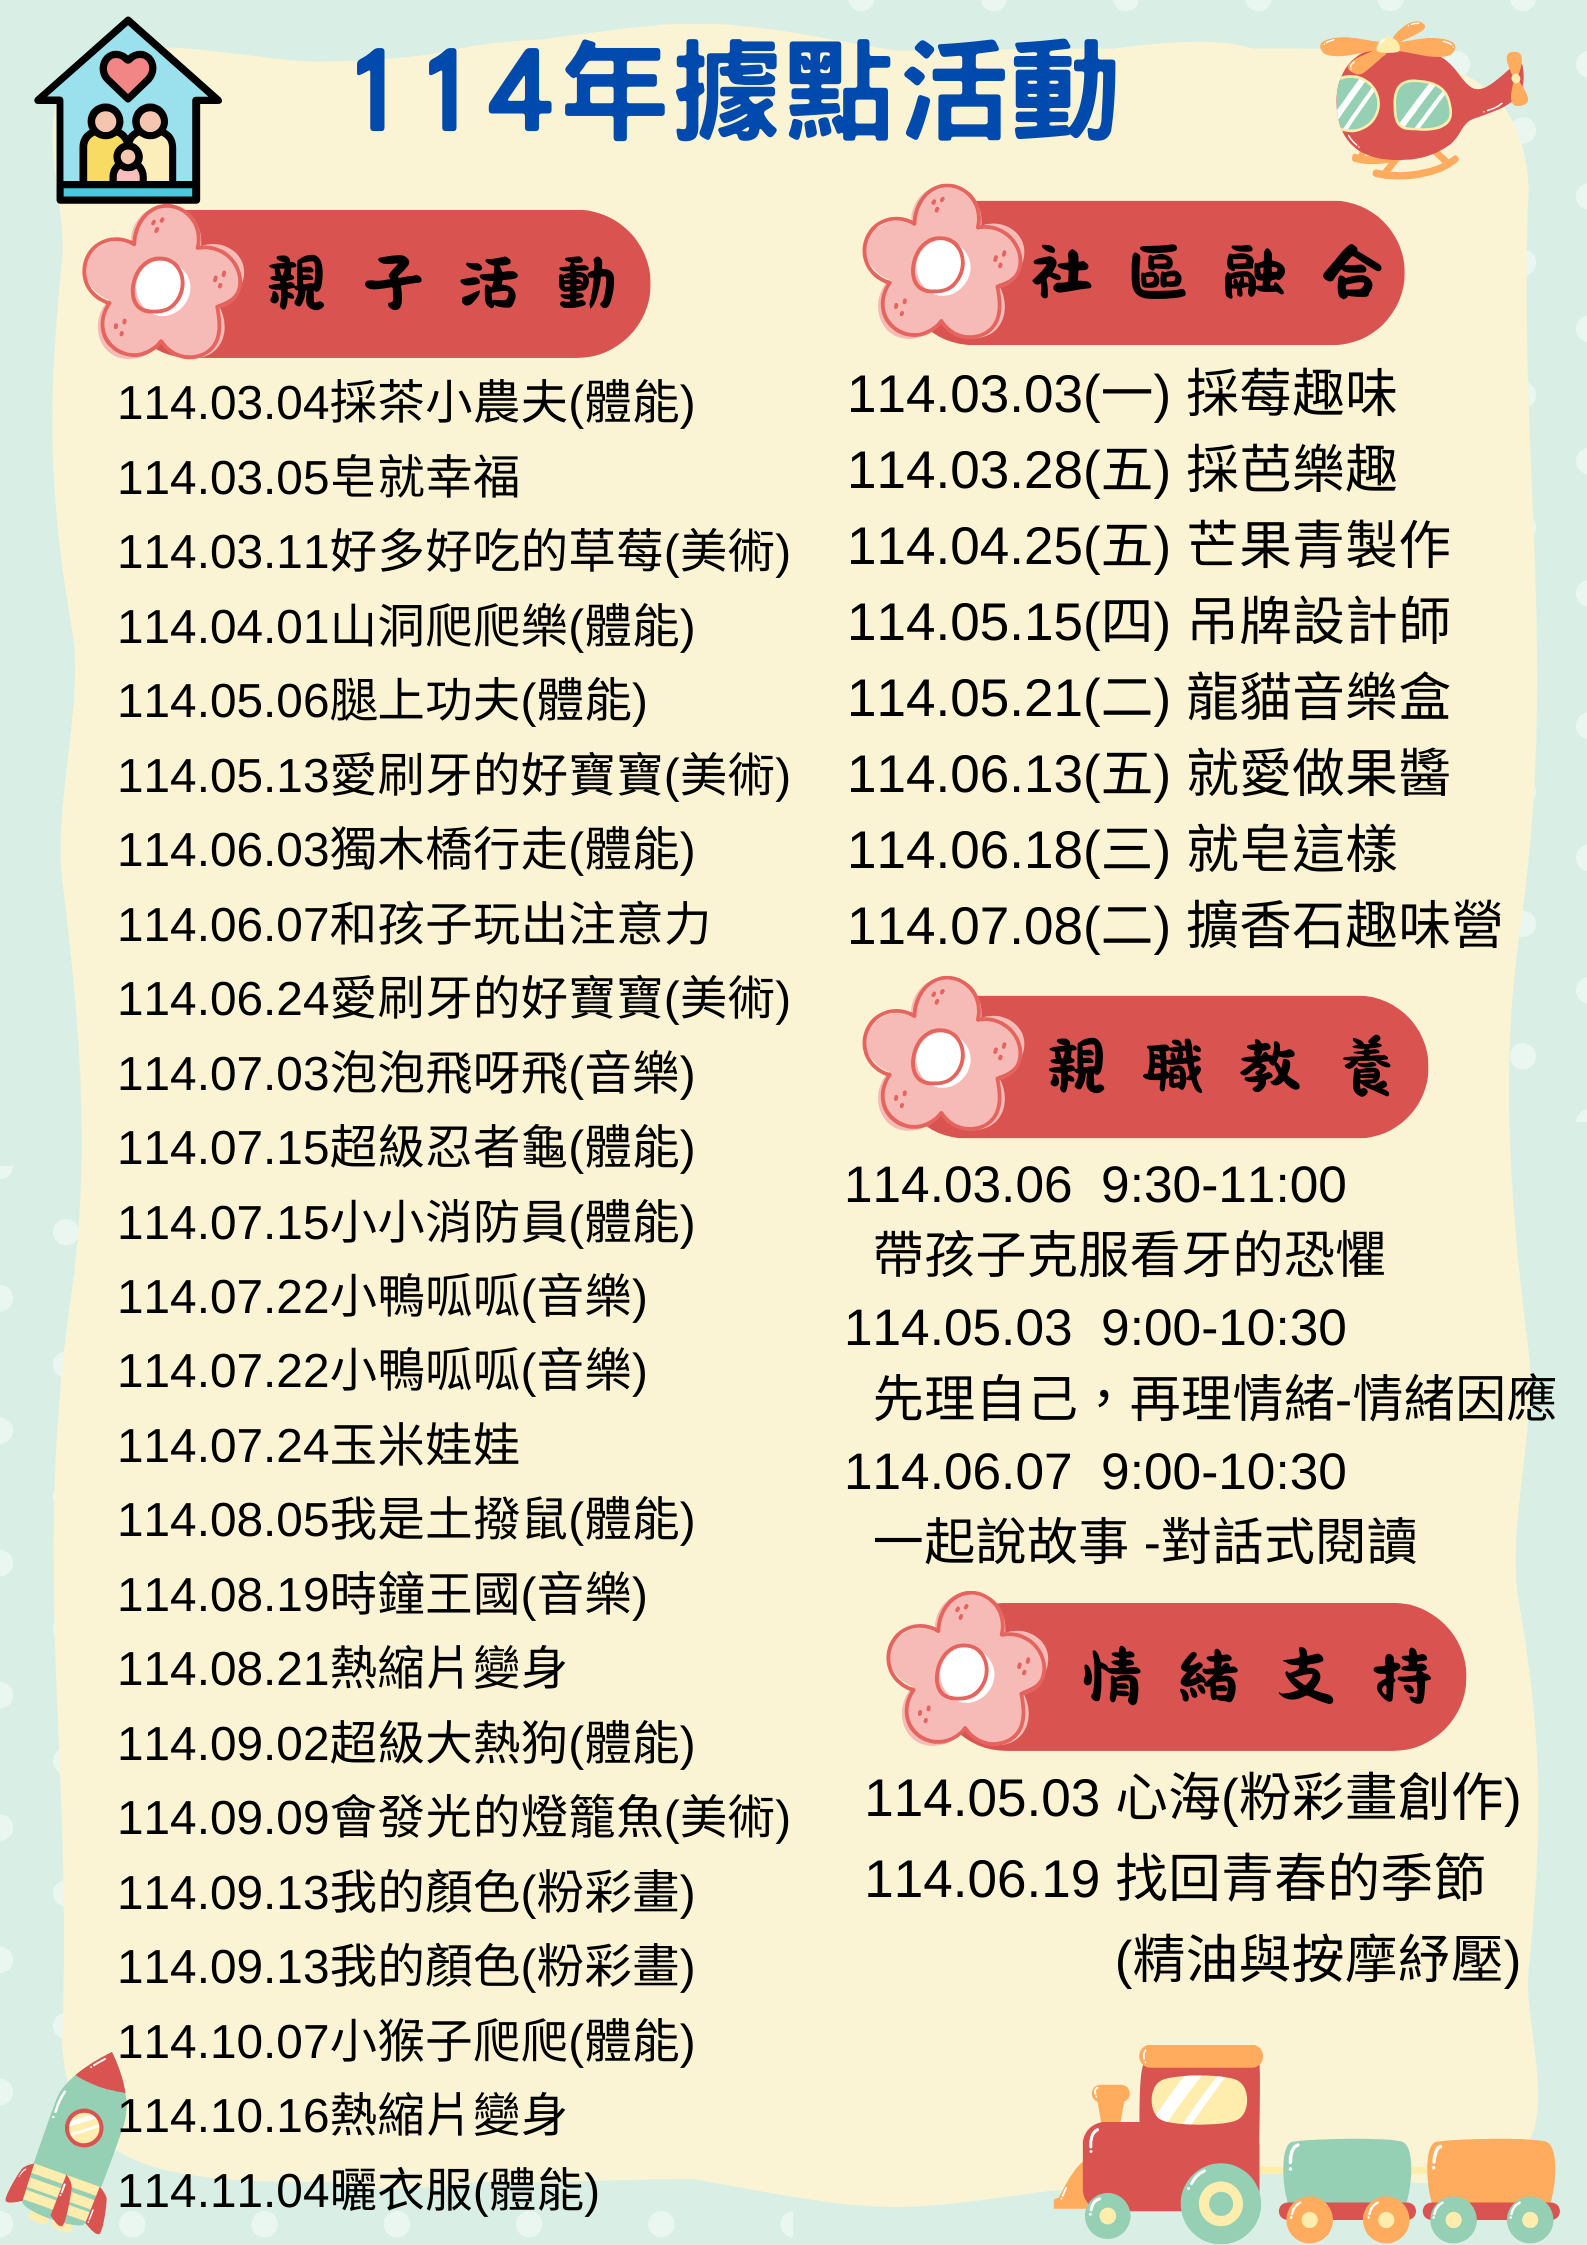 114年據點活動
親子活動
114.03.04採茶小農夫(體能)
114.03.05皂就幸福
114.03.11好多好吃的草莓(美術)
114.04.01山洞爬爬樂(體能)
114.05.06腿上功夫(體能)
114.05.13愛刷牙的好寶寶(美術)
114.06.03獨木橋行走(體能)
114.06.07和孩子玩出注意力
114.06.24愛刷牙的好寶寶(美術)
114.07.03泡泡飛呀飛(音樂)
114.07.15超級忍者龜(體能)
114.07.15小小消防員(體能)
114.07.22小鴨呱呱(音樂)
114.07.22小鴨呱呱(音樂)
114.07.24玉米娃娃
114.08.05我是土撥鼠(體能)
114.08.19時鐘王國(音樂)
114.08.21熱縮片變身
114.09.02超級大熱狗(體能)
114.09.09會發光的燈籠魚(美術)
114.09.13我的顏色(粉彩畫)
114.09.13我的顏色(粉彩畫)
114.10.07小猴子爬爬(體能)
114.10.16熱縮片變身
114.11.04曬衣服(體能)
社區融合
114.03.03(一) 採莓趣味
114.03.28(五) 採芭樂趣
114.04.25(五) 芒果青製作
114.05.15(四) 吊牌設計師
114.05.21(二) 龍貓音樂盒
114.06.13(五) 就愛做果醬
114.06.18(三) 就皂這樣
114.07.08(二) 擴香石趣味營
親職教養
114.03.06 9:30-11:00
帶孩子克服看牙的恐懼
114.05.03 9:00-10:30
先理自己，再理情緒-情緒因應
114.06.07 9:00-10:30
一起說故事 -對話式閱讀
情緒支持
114.05.03 心海(粉彩畫創作)
114.06.19 找回青春的季節
(精油與按摩紓壓)